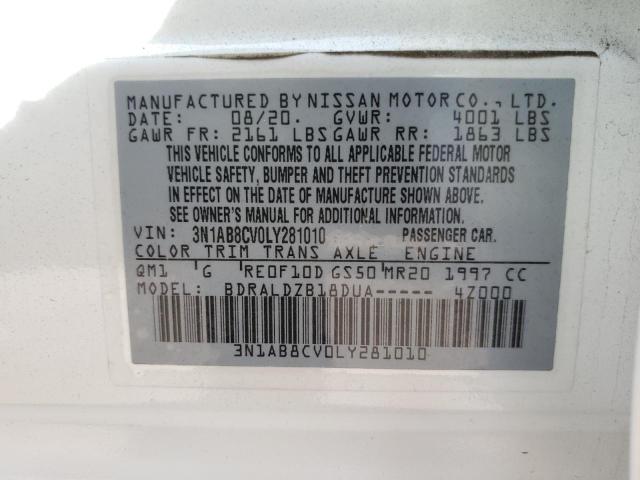 MANUFACTURED BY NISSAN MOTOR CO., LTD.
DATE: 08/20. GVWR: 4001 LBS
GAWR FR: 2161 LBS GAWR RR: 1863 LBS
THIS VEHICLE CONFORMS TO ALL APPLICABLE FEDERAL MOTOR
VEHICLE SAFETY, BUMPER AND THEFT PREVENTION STANDARDS
IN EFFECT ON THE DATE OF MANUFACTURE SHOWN ABOVE.
SEE OWNER'S MANUAL FOR ADDITIONAL INFORMATION.
VIN: 3N1AB8CV0LY281010 PASSENGER CAR.
COLOR TRIM TRANS AXLE ENGINE
QM1 G RE0F10D GS50 MR20 1997 CC
MODEL: BDRALDZB18DUA----- 4Z000
3N1AB8CV0LY281010